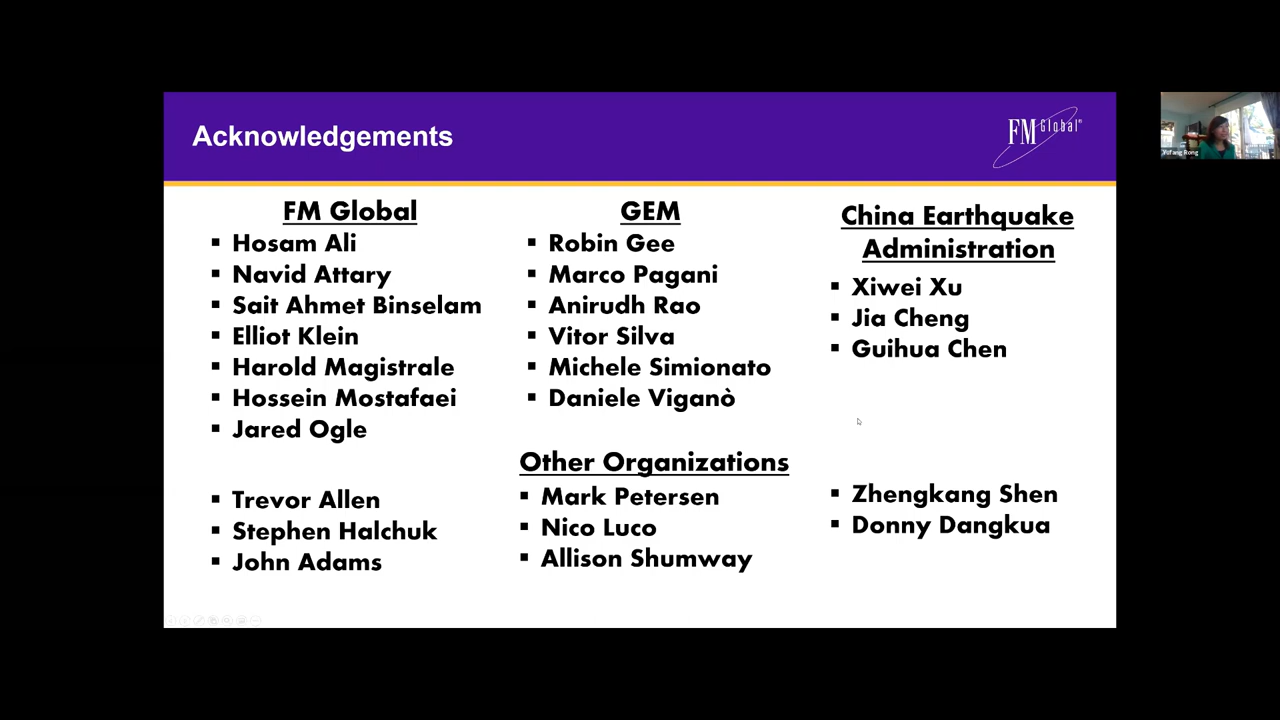 Acknowledgements
FM Global®
FM Global
Hosam Ali
Navid Attary
Sait Ahmet Binselam
Elliot Klein
Harold Magistrale
Hossein Mostafaei
Jared Ogle
GEM
Robin Gee
Marco Pagani
Anirudh Rao
Vitor Silva
Michele Simionato
Daniele Viganò
China Earthquake
Administration
Xiwei Xu
Jia Cheng
Guihua Chen
Other Organizations
Trevor Allen
Stephen Halchuk
John Adams
Mark Petersen
Nico Luco
Allison Shumway
Zhengkang Shen
Donny Dangkua
Yufang Rong